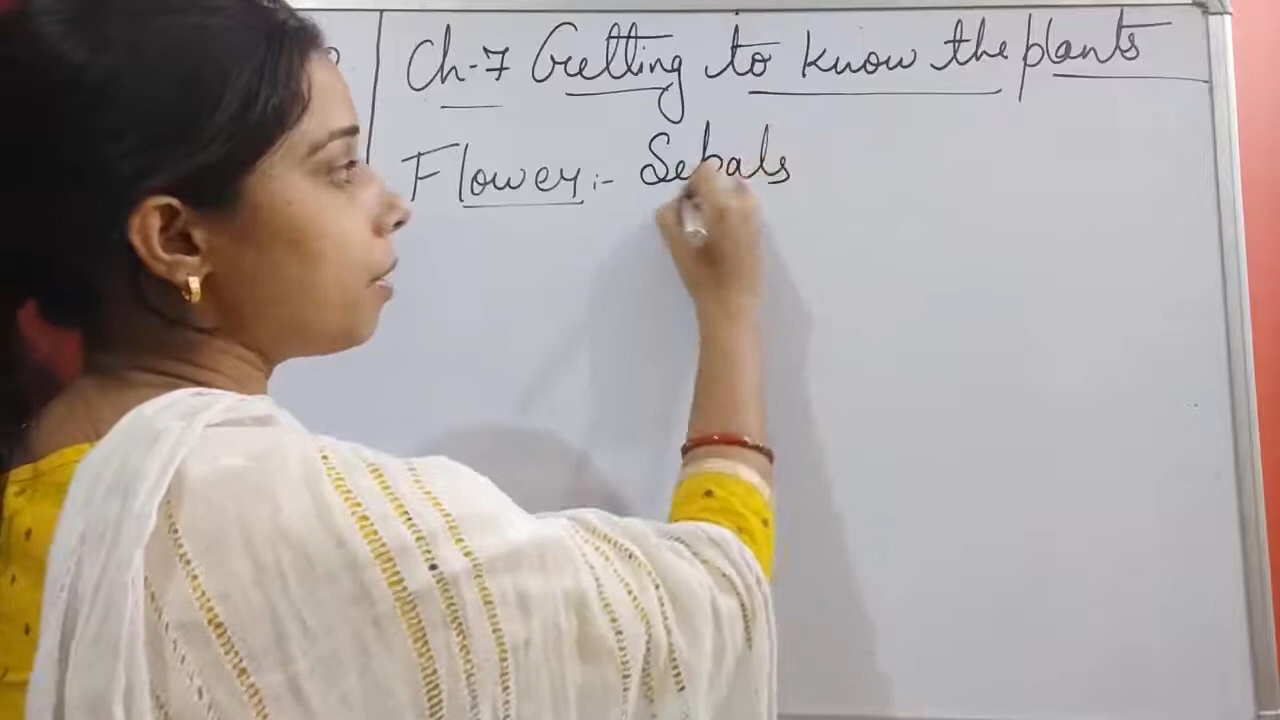 Ch-7 Getting to know the plants
Flower :- Sepals